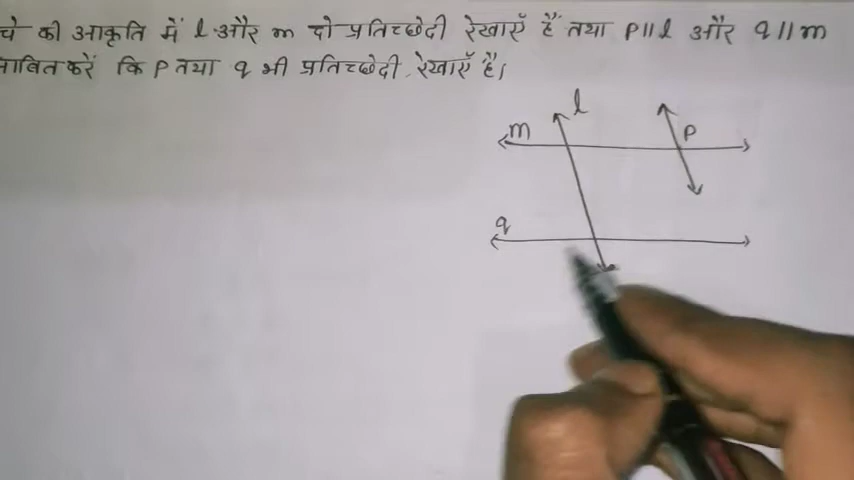 चे की आकृति में l और m दो प्रतिच्छेदी रेखाएँ हैं तथा P||l और q||m
साबित करें कि P तथा q भी प्रतिच्छेदी रेखाएँ है।
l
m
P
q